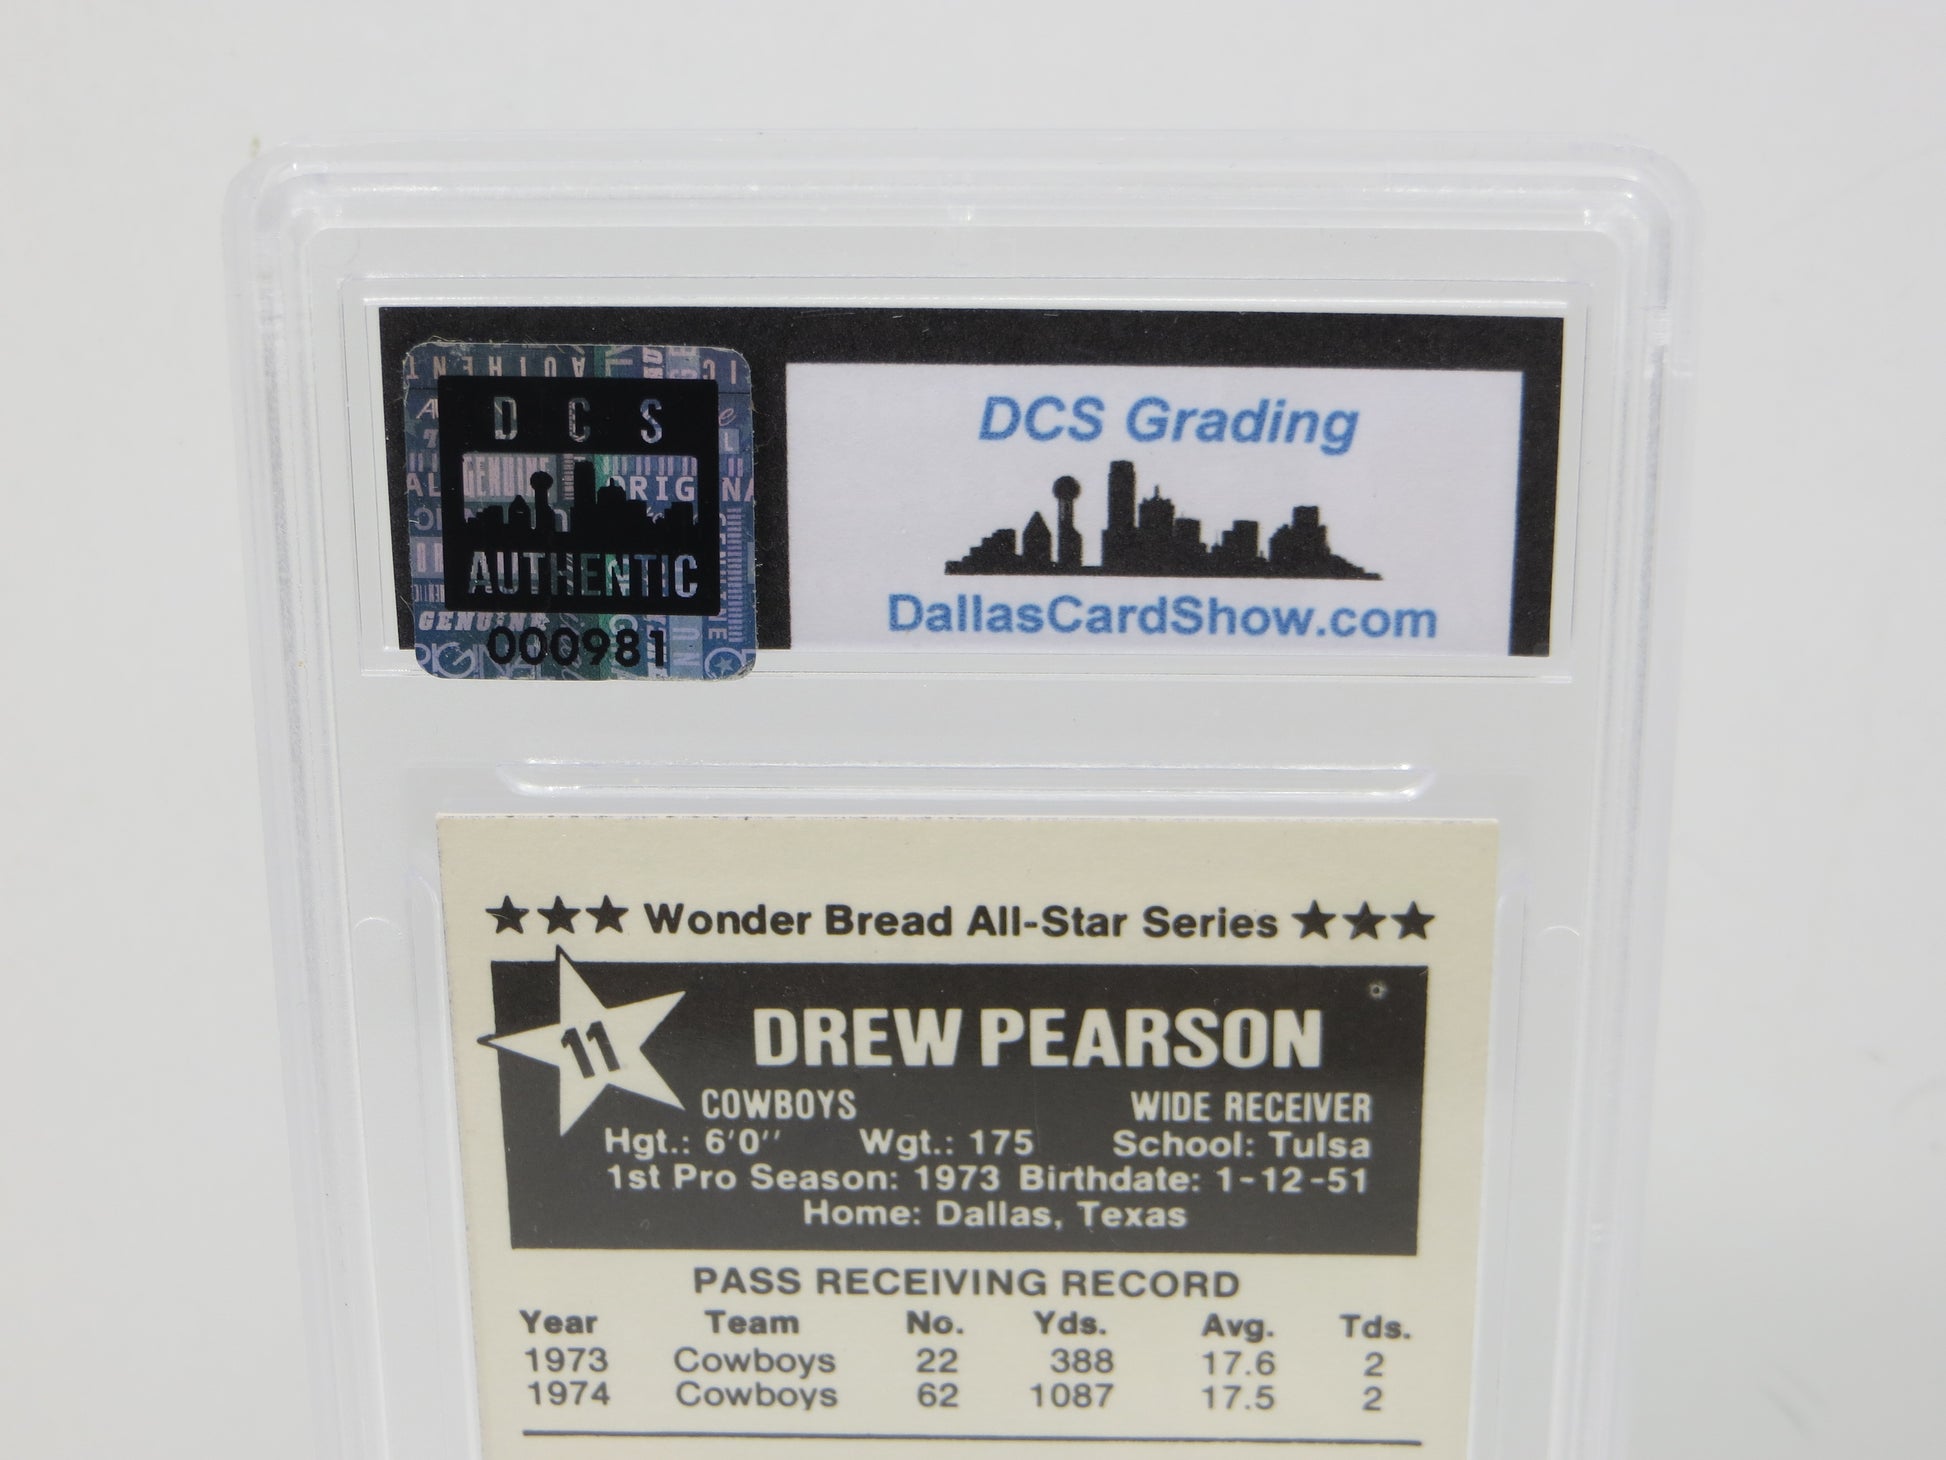 D C S
AUTHENTIC
GENUINE
000981
DCS Grading
DallasCardShow.com
★★★ Wonder Bread All-Star Series ★★★
11
DREW PEARSON
COWBOYS WIDE RECEIVER
Hgt.: 6'0'' Wgt.: 175 School: Tulsa
1st Pro Season: 1973 Birthdate: 1-12-51
Home: Dallas, Texas
PASS RECEIVING RECORD
Year Team No. Yds. Avg. Tds.
1973 Cowboys 22 388 17.6 2
1974 Cowboys 62 1087 17.5 2